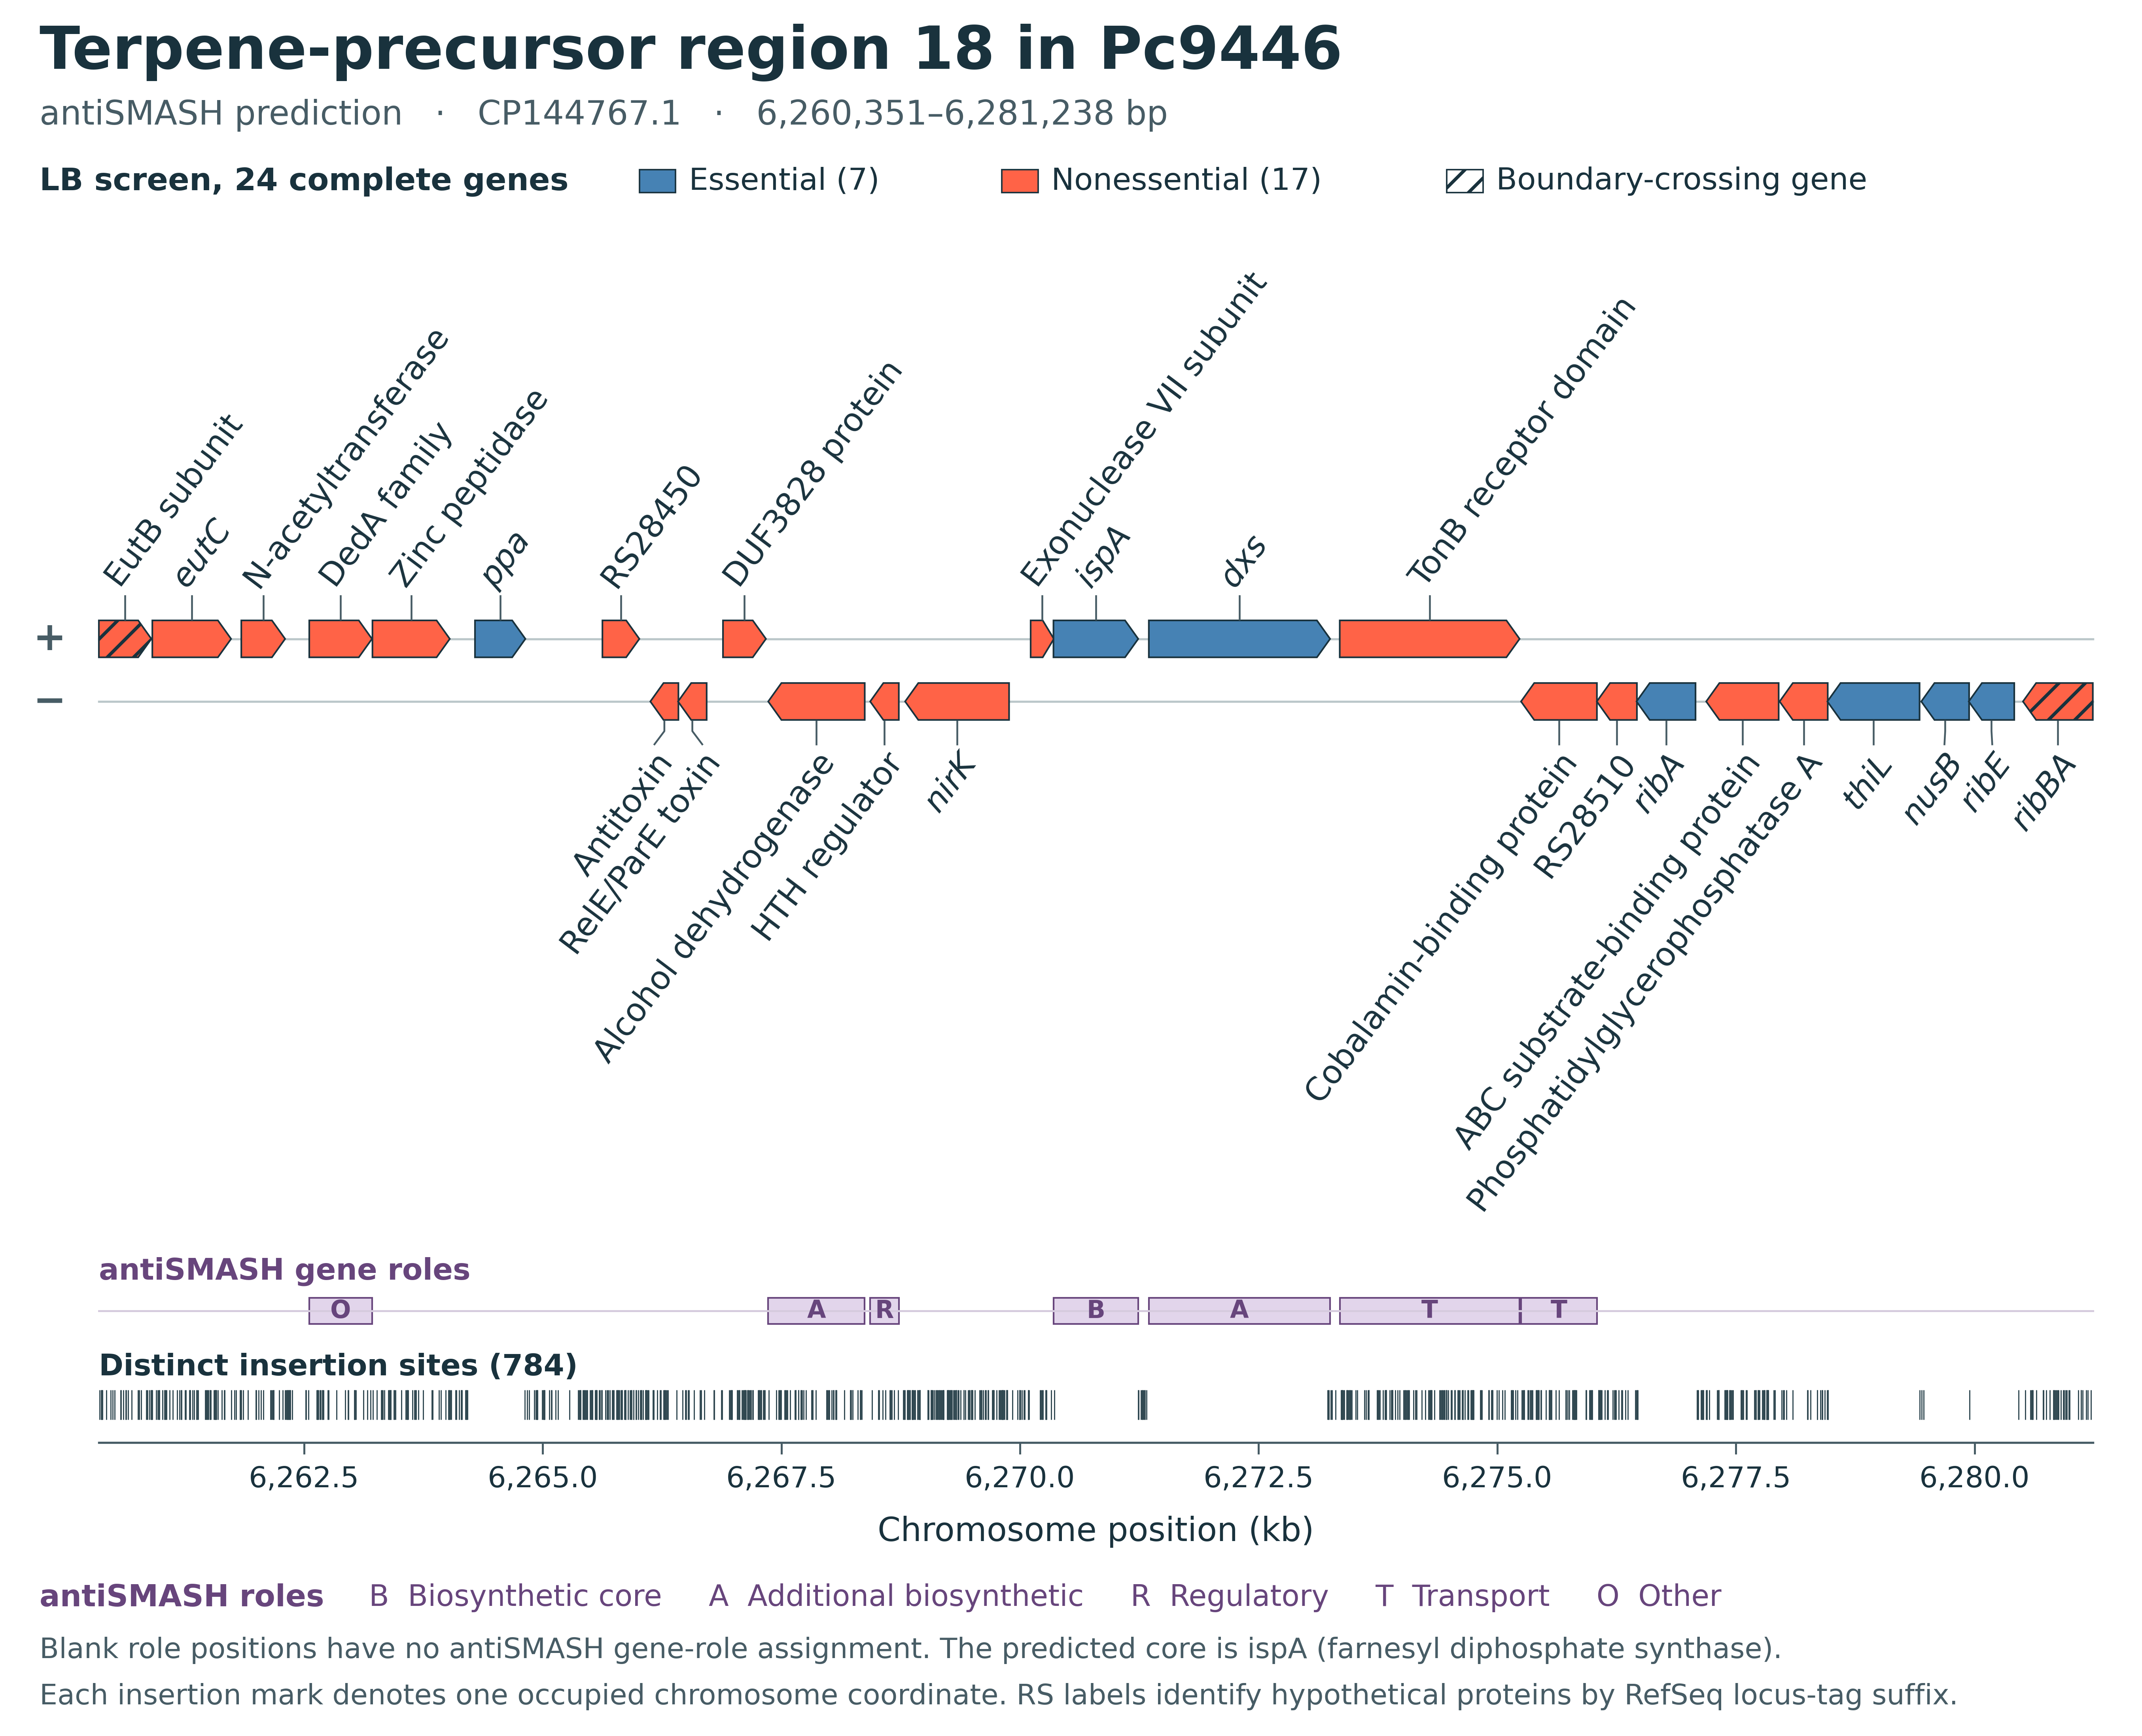 Terpene-precursor region 18 in Pc9446
antiSMASH prediction · CP144767.1 · 6,260,351–6,281,238 bp
LB screen, 24 complete genes Essential (7) Nonessential (17) Boundary-crossing gene
EutB subunit
eutC
N-acetyltransferase
DedA family
Zinc peptidase
ppa
RS28450
DUF3828 protein
Exonuclease VII subunit
ispA
dxs
TonB receptor domain
+
−
Antitoxin
RelE/ParE toxin
Alcohol dehydrogenase
HTH regulator
nirK
Cobalamin-binding protein
RS28510
ribA
ABC substrate-binding protein
Phosphatidylglycerophosphatase A
thiL
nusB
ribE
ribBA
antiSMASH gene roles
O A R B A T T
Distinct insertion sites (784)
6,262.5 6,265.0 6,267.5 6,270.0 6,272.5 6,275.0 6,277.5 6,280.0
Chromosome position (kb)
antiSMASH roles B Biosynthetic core A Additional biosynthetic R Regulatory T Transport O Other
Blank role positions have no antiSMASH gene-role assignment. The predicted core is ispA (farnesyl diphosphate synthase).
Each insertion mark denotes one occupied chromosome coordinate. RS labels identify hypothetical proteins by RefSeq locus-tag suffix.